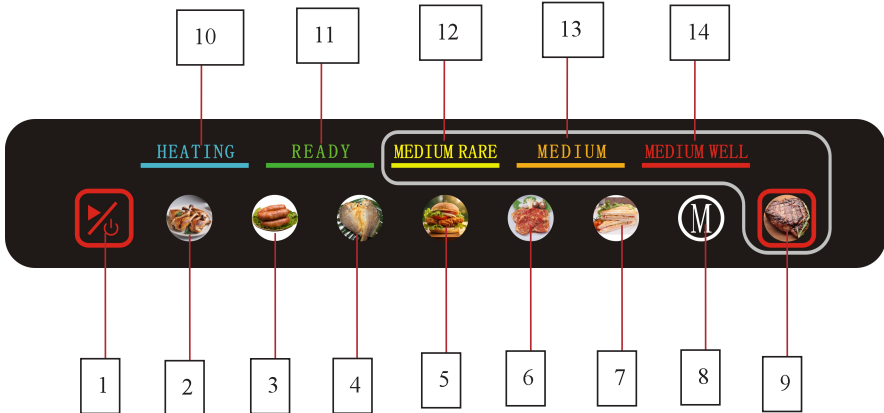 10 11 12 13 14
HEATING READY MEDIUM RARE MEDIUM MEDIUM WELL
M
1 2 3 4 5 6 7 8 9